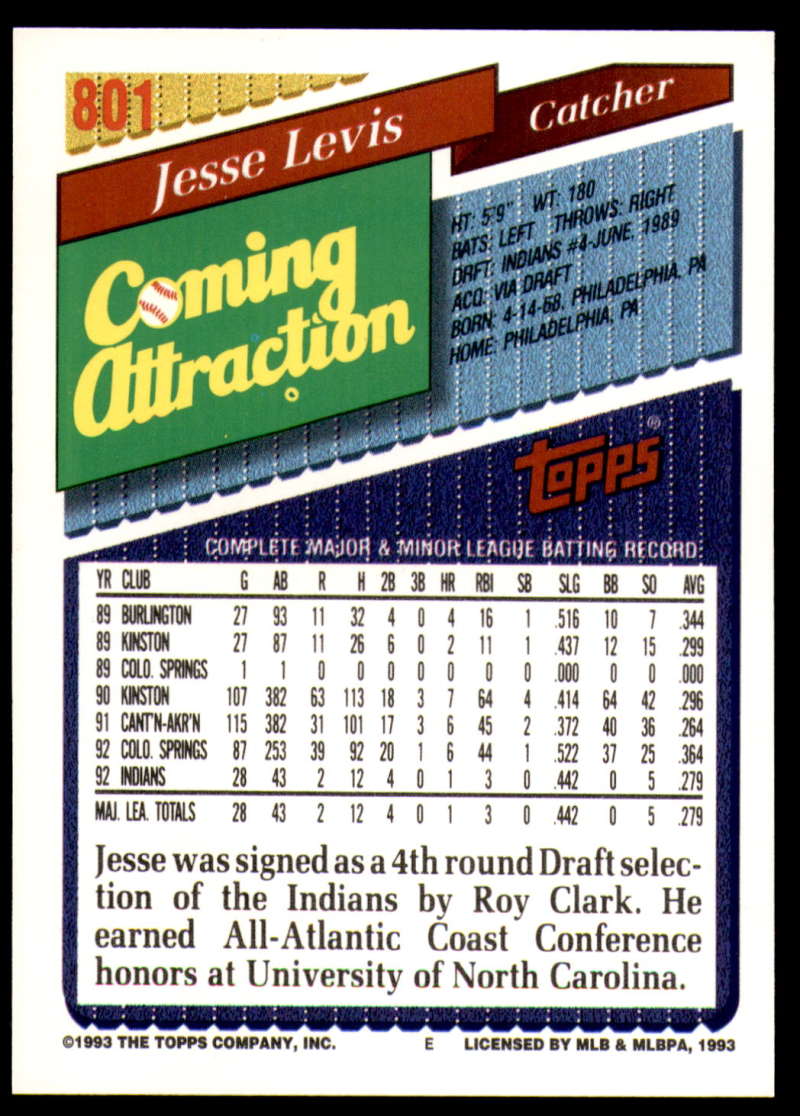 801
Jesse Levis
Catcher
Coming
Attraction
HT: 5'9" WT: 180
BATS: LEFT THROWS: RIGHT
DRFT: INDIANS #4-JUNE, 1989
ACQ: VIA DRAFT
BORN: 4-14-68, PHILADELPHIA, PA
HOME: PHILADELPHIA, PA
Topps®
COMPLETE MAJOR & MINOR LEAGUE BATTING RECORD
YR CLUB G AB R H 2B 3B HR RBI SB SLG BB SO AVG
89 BURLINGTON 27 93 11 32 4 0 4 16 1 .516 10 7 .344
89 KINSTON 27 87 11 26 6 0 2 11 1 .437 12 15 .299
89 COLO. SPRINGS 1 1 0 0 0 0 0 0 0 .000 0 0 .000
90 KINSTON 107 382 63 113 18 3 7 64 4 .414 64 42 .296
91 CANT'N-AKR'N 115 382 31 101 17 3 6 45 2 .372 40 36 .264
92 COLO. SPRINGS 87 253 39 92 20 1 6 44 1 .522 37 25 .364
92 INDIANS 28 43 2 12 4 0 1 3 0 .442 0 5 .279
MAJ. LEA. TOTALS 28 43 2 12 4 0 1 3 0 .442 0 5 .279
Jesse was signed as a 4th round Draft selec-
tion of the Indians by Roy Clark. He
earned All-Atlantic Coast Conference
honors at University of North Carolina.
©1993 THE TOPPS COMPANY, INC. E LICENSED BY MLB & MLBPA, 1993